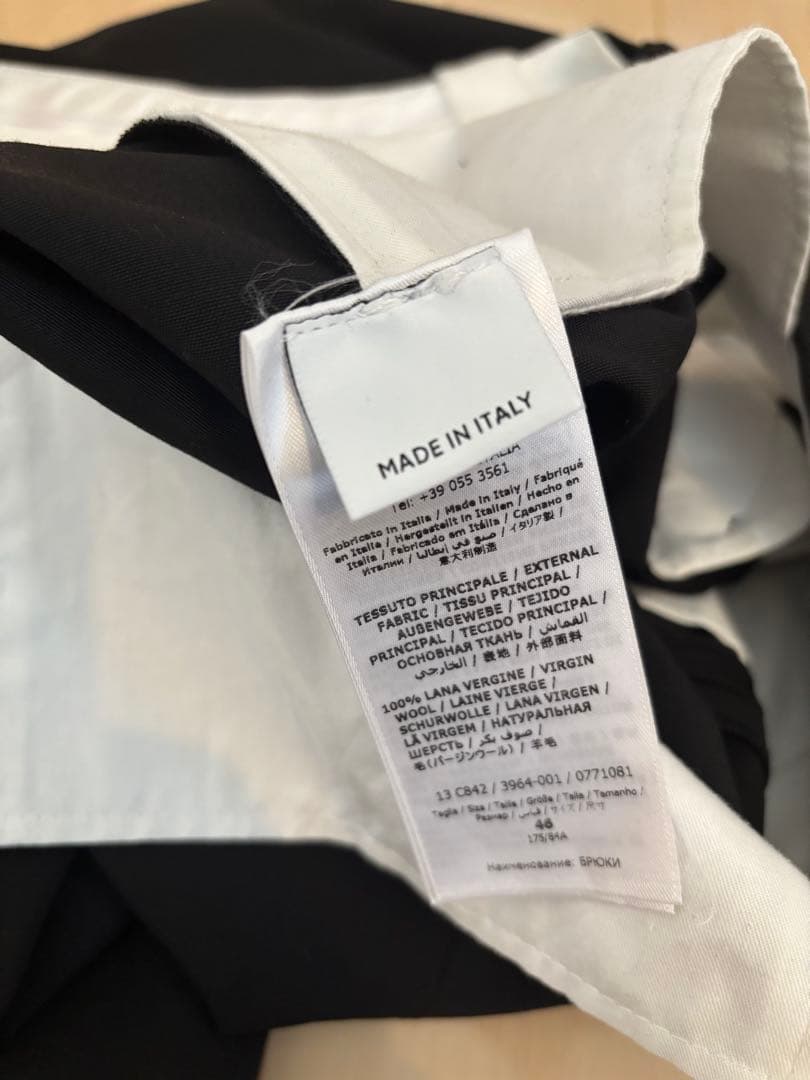 MADE IN ITALY
Tel: +39 055 3561
Fabbricato in Italia / Made in Italy / Fabriqué
en Italie / Hergestellt in Italien / Hecho en
Italia / Fabricado em Itália / Сделано в
Италии / صنع في إيطاليا / イタリア製 /
意大利制造
TESSUTO PRINCIPALE / EXTERNAL
FABRIC / TISSU PRINCIPAL /
AUßENGEWEBE / TEJIDO
PRINCIPAL / TECIDO PRINCIPAL /
ОСНОВНАЯ ТКАНЬ / القماش
الخارجي / 表地 / 外部面料
100% LANA VERGINE / VIRGIN
WOOL / LAINE VIERGE /
SCHURWOLLE / LANA VIRGEN /
LÃ VIRGEM / НАТУРАЛЬНАЯ
ШЕРСТЬ / صوف بكر /
毛(バージンウール) / 羊毛
13 C842 / 3964-001 / 0771081
Taglia / Size / Taille / Größe / Talla / Tamanho /
Размер / قياس / サイズ / 尺寸
46
175/84A
Наименование: БРЮКИ